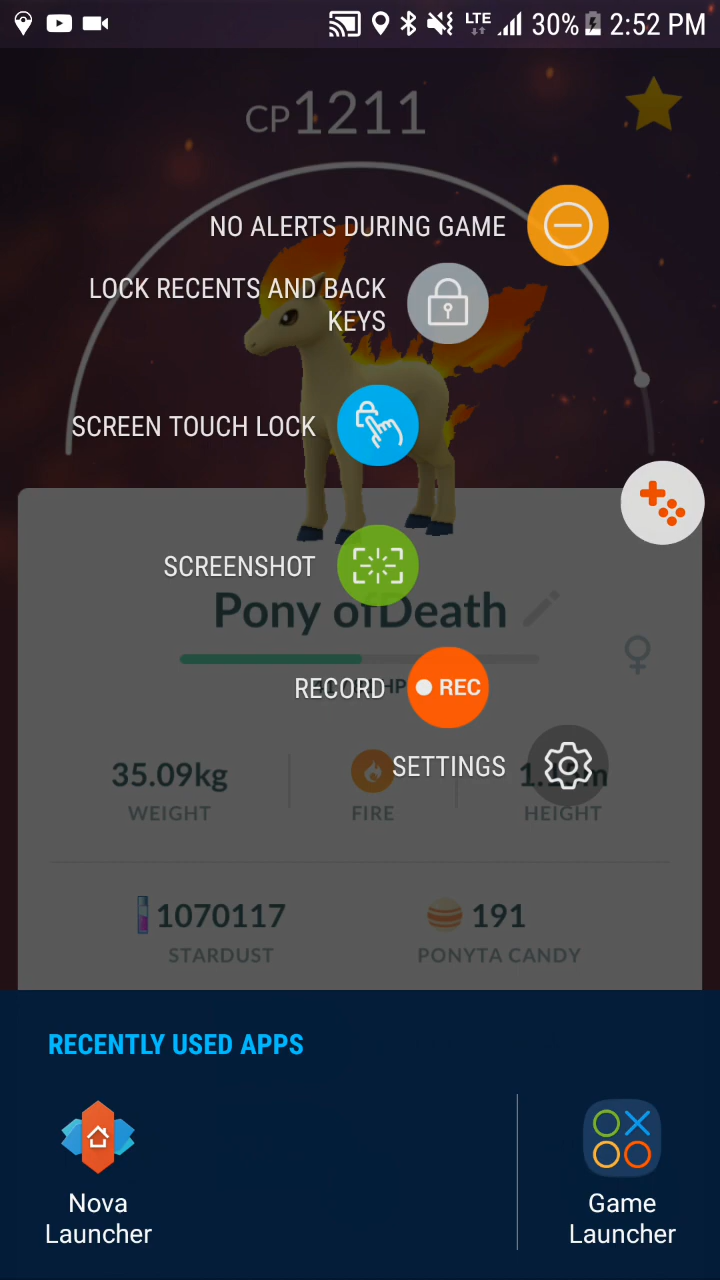 LTE 30% 2:52 PM
CP1211
NO ALERTS DURING GAME
LOCK RECENTS AND BACK
KEYS
SCREEN TOUCH LOCK
SCREENSHOT
Pony ofDeath
RECORD REC
SETTINGS
35.09kg
WEIGHT FIRE HEIGHT
1070117 191
STARDUST PONYTA CANDY
RECENTLY USED APPS
Nova Game
Launcher Launcher